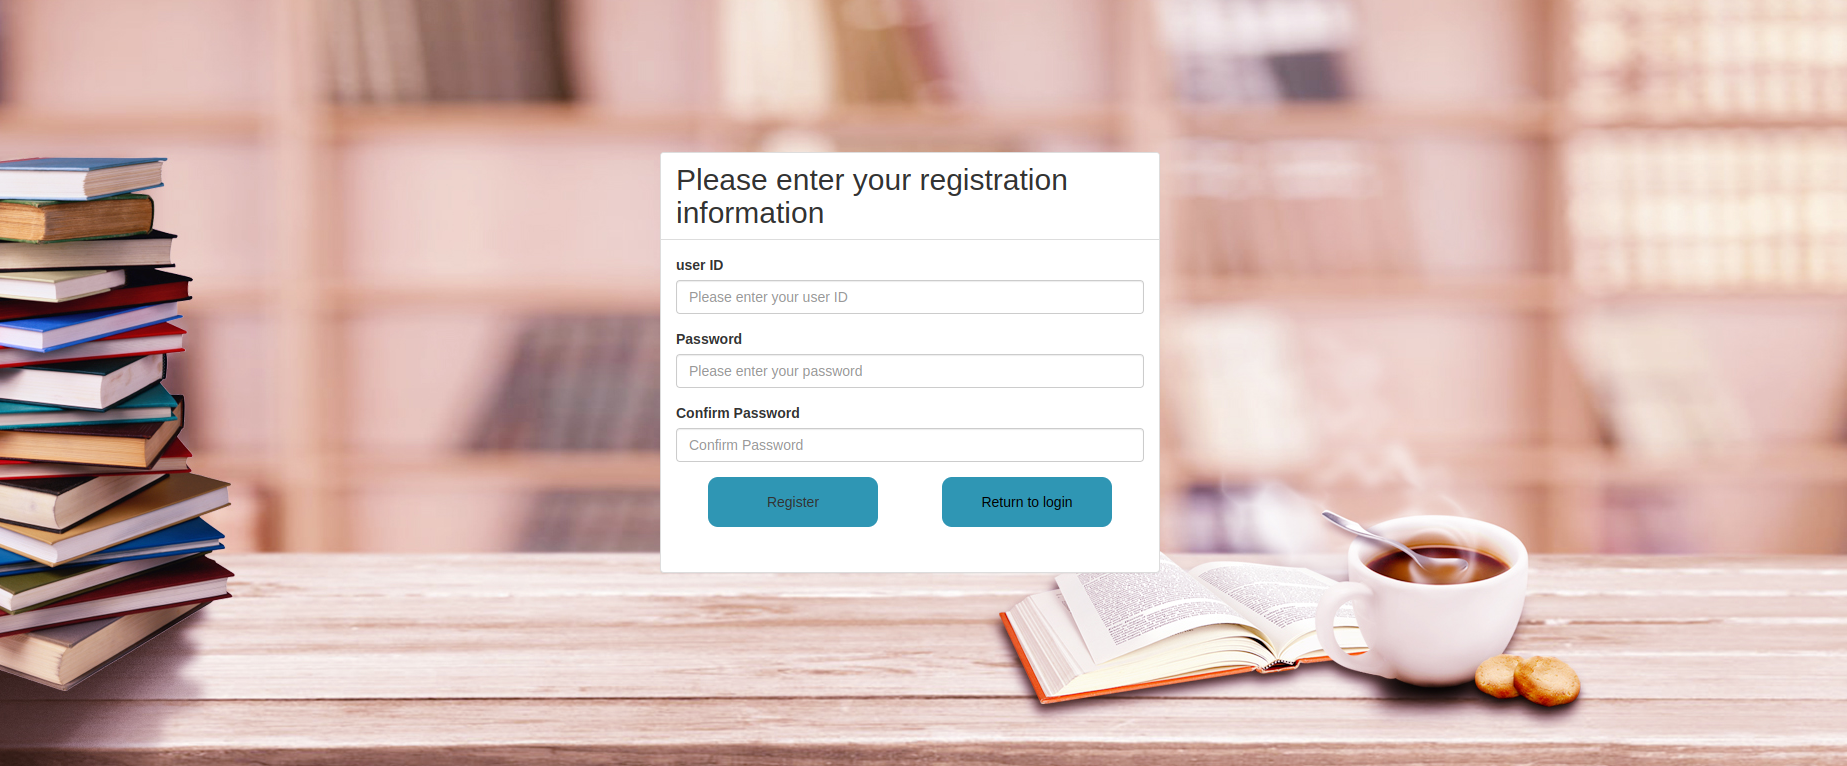 Please enter your registration
information
user ID
Please enter your user ID
Password
Please enter your password
Confirm Password
Confirm Password
Register
Return to login